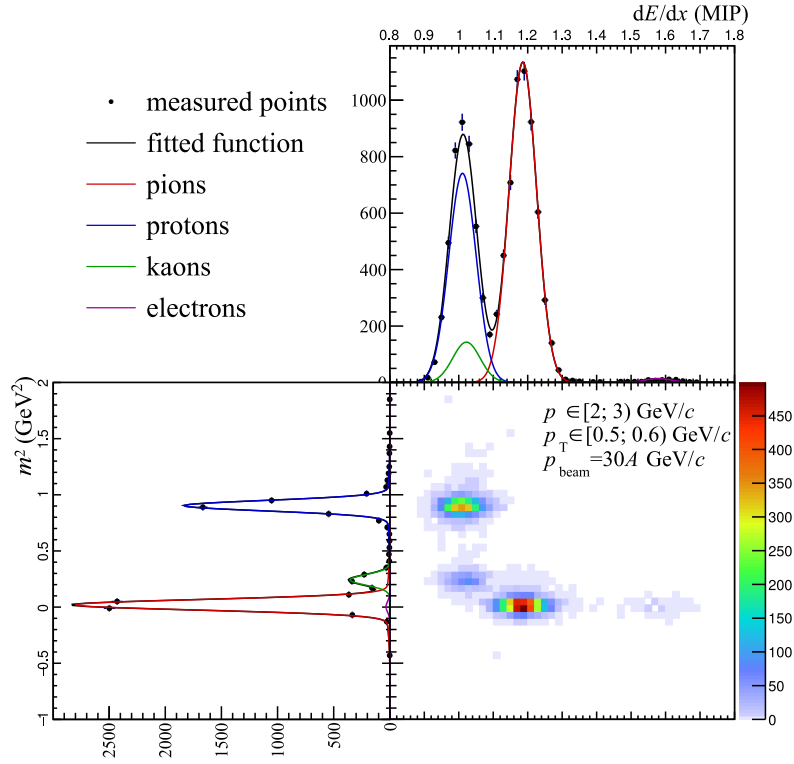 dE/dx (MIP)
0.8 0.9 1 1.1 1.2 1.3 1.4 1.5 1.6 1.7 1.8
measured points
fitted function
pions
protons
kaons
electrons
1000
800
600
400
200
0
m² (GeV²)
2
1.5
1
0.5
0
−0.5
−1
2500 2000 1500 1000 500 0
p ∈[2; 3) GeV/c
p_T∈[0.5; 0.6) GeV/c
p_beam=30A GeV/c
450
400
350
300
250
200
150
100
50
0